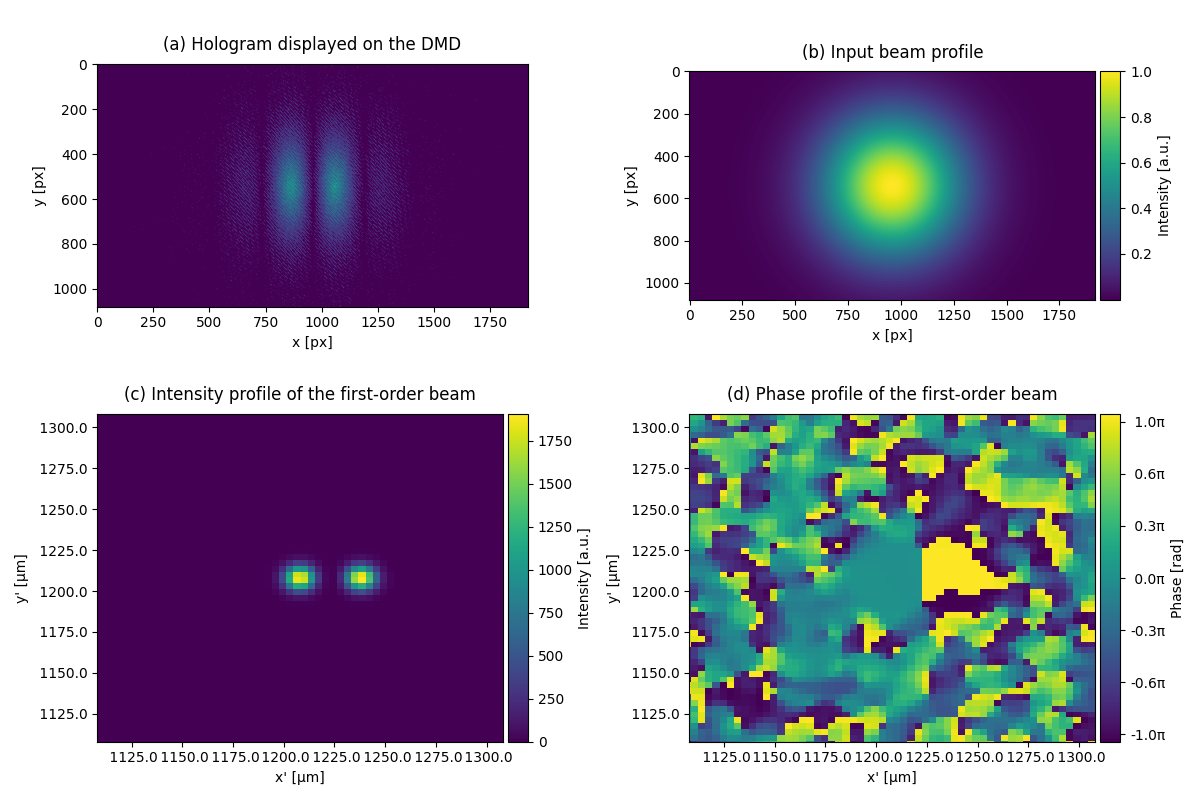 (a) Hologram displayed on the DMD
0
200
400
600
800
1000
y [px]
0 250 500 750 1000 1250 1500 1750
x [px]
(b) Input beam profile
0
200
400
600
800
1000
y [px]
0 250 500 750 1000 1250 1500 1750
x [px]
1.0
0.8
0.6
0.4
0.2
Intensity [a.u.]
(c) Intensity profile of the first-order beam
1300.0
1275.0
1250.0
1225.0
1200.0
1175.0
1150.0
1125.0
y' [µm]
1125.0 1150.0 1175.0 1200.0 1225.0 1250.0 1275.0 1300.0
x' [µm]
1750
1500
1250
1000
750
500
250
0
Intensity [a.u.]
(d) Phase profile of the first-order beam
1300.0
1275.0
1250.0
1225.0
1200.0
1175.0
1150.0
1125.0
y' [µm]
1125.0 1150.0 1175.0 1200.0 1225.0 1250.0 1275.0 1300.0
x' [µm]
1.0π
0.6π
0.3π
0.0π
-0.3π
-0.6π
-1.0π
Phase [rad]